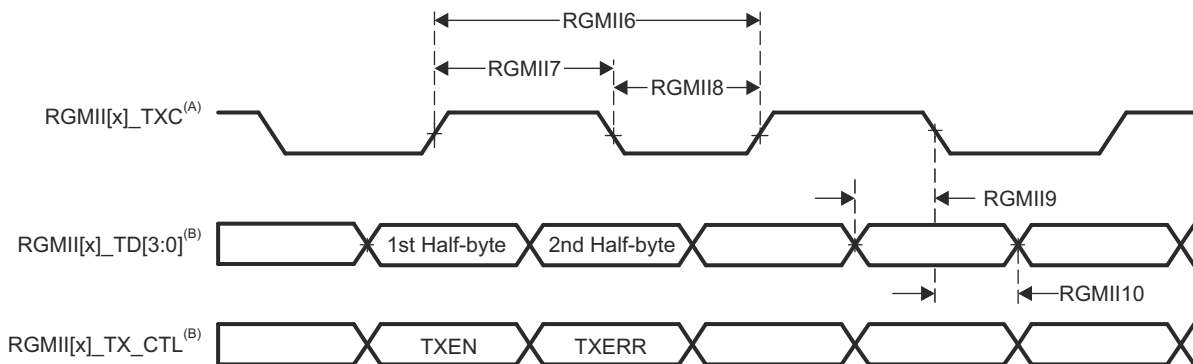 RGMII6
RGMII7
RGMII8
RGMII[x]_TXC(A)
RGMII9
RGMII[x]_TD[3:0](B)
1st Half-byte
2nd Half-byte
RGMII10
RGMII[x]_TX_CTL(B)
TXEN
TXERR